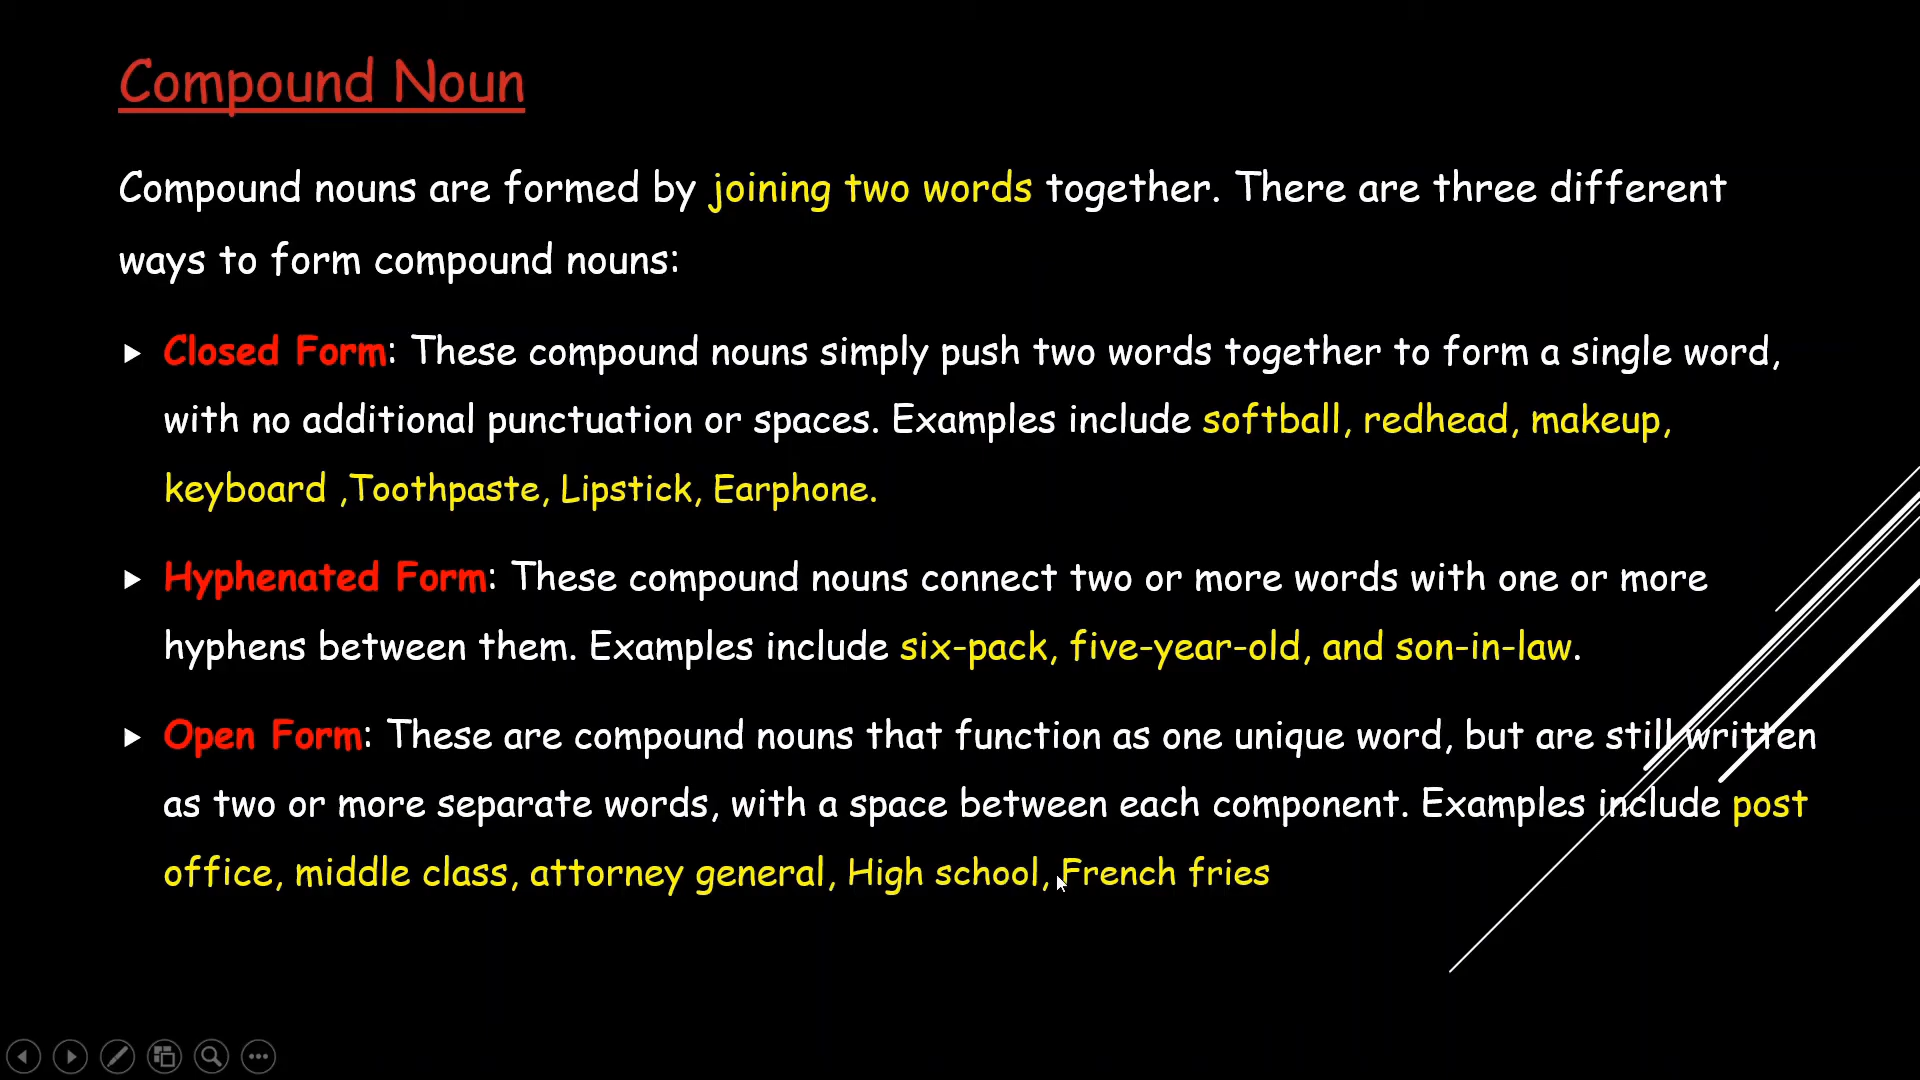 Compound Noun
Compound nouns are formed by joining two words together. There are three different
ways to form compound nouns:
Closed Form: These compound nouns simply push two words together to form a single word,
with no additional punctuation or spaces. Examples include softball, redhead, makeup,
keyboard ,Toothpaste, Lipstick, Earphone.
Hyphenated Form: These compound nouns connect two or more words with one or more
hyphens between them. Examples include six-pack, five-year-old, and son-in-law.
Open Form: These are compound nouns that function as one unique word, but are still written
as two or more separate words, with a space between each component. Examples include post
office, middle class, attorney general, High school, French fries